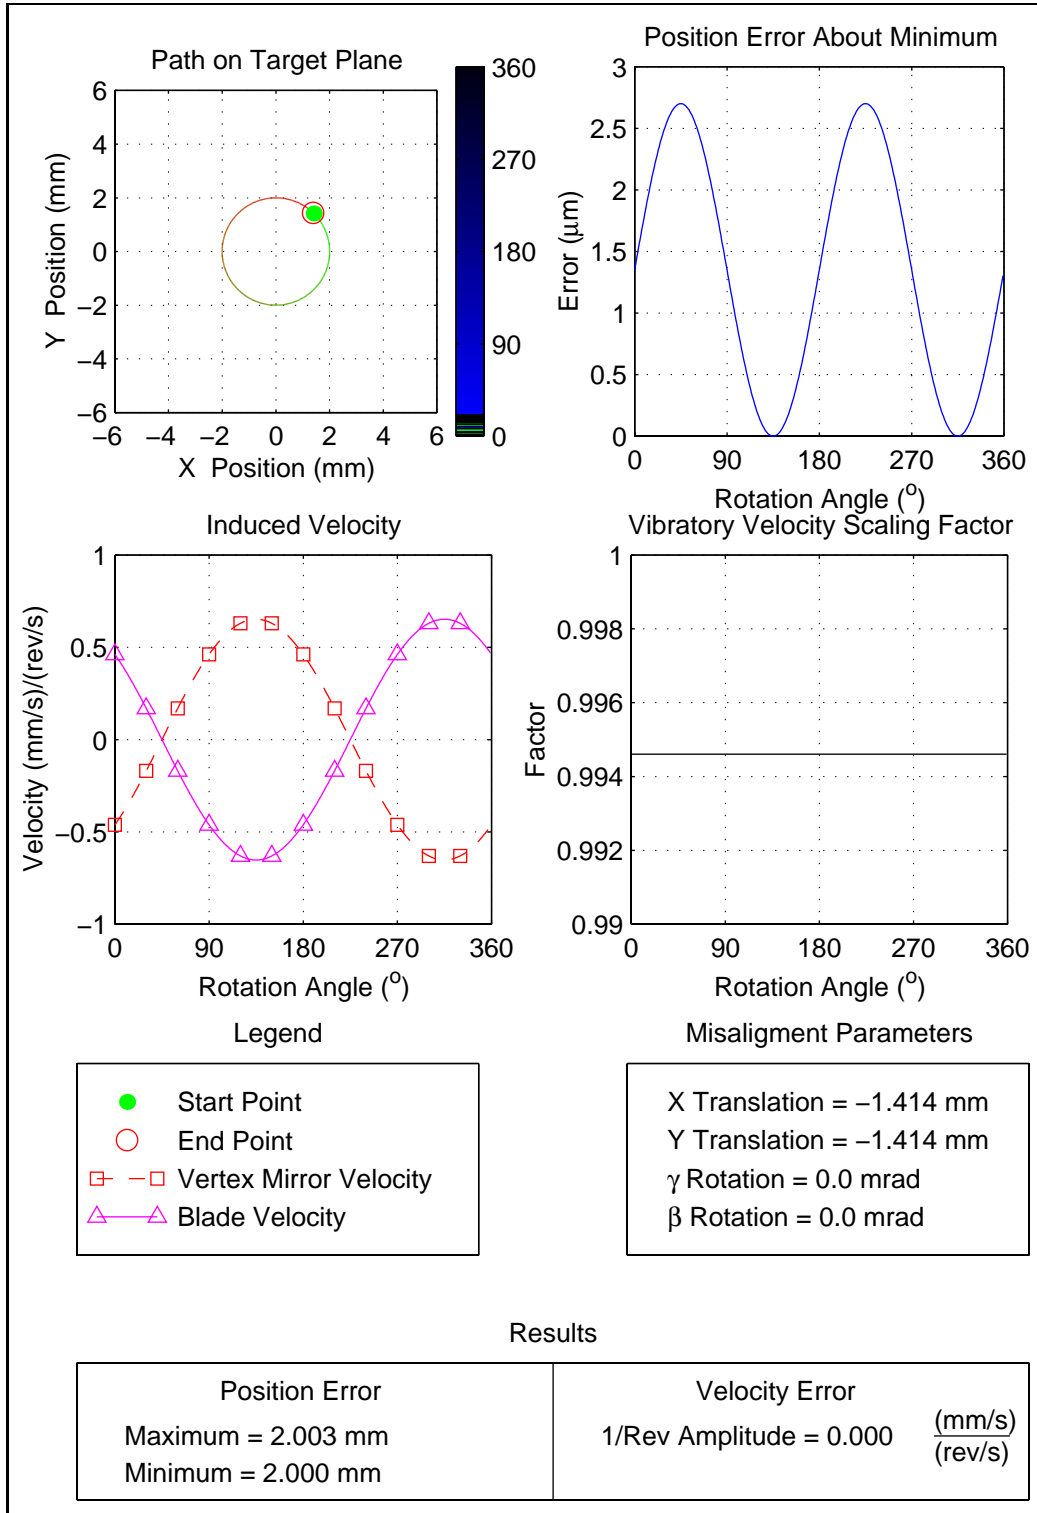 Path on Target Plane
6
4
2
0
−2
−4
−6
−6 −4 −2 0 2 4 6
Y Position (mm)
X Position (mm)
360
270
180
90
0
Position Error About Minimum
3
2.5
2
1.5
1
0.5
0
0 90 180 270 360
Error (μm)
Rotation Angle (o)
Induced Velocity
1
0.5
0
−0.5
−1
0 90 180 270 360
Velocity (mm/s)/(rev/s)
Rotation Angle (o)
Vibratory Velocity Scaling Factor
1
0.998
0.996
0.994
0.992
0.99
0 90 180 270 360
Factor
Rotation Angle (o)
Legend
Start Point
End Point
Vertex Mirror Velocity
Blade Velocity
Misaligment Parameters
X Translation = −1.414 mm
Y Translation = −1.414 mm
γ Rotation = 0.0 mrad
β Rotation = 0.0 mrad
Results
Position Error
Maximum = 2.003 mm
Minimum = 2.000 mm
Velocity Error
1/Rev Amplitude = 0.000 (mm/s)
(rev/s)